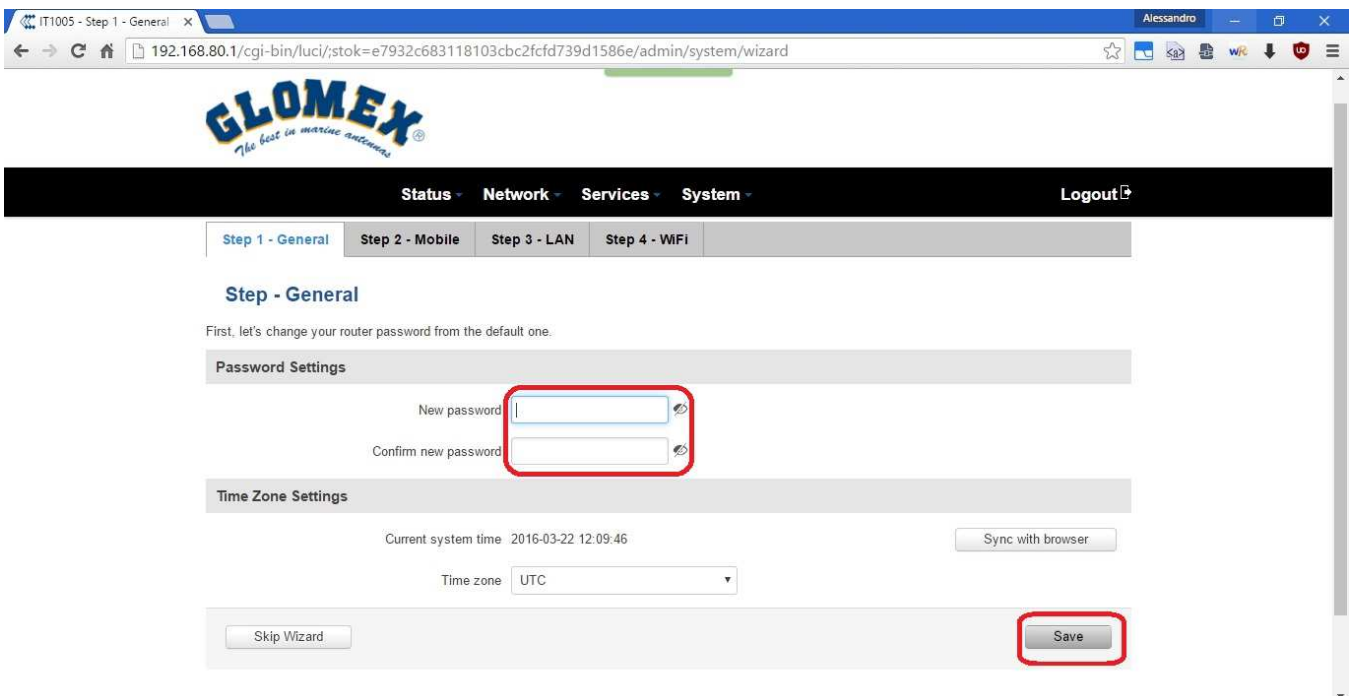 IT1005 - Step 1 - General
Alessandro
192.168.80.1/cgi-bin/luci/;stok=e7932c683118103cbc2fcfd739d1586e/admin/system/wizard
GLOMEX®
The best in marine antennas
Status Network Services System Logout
Step 1 - General Step 2 - Mobile Step 3 - LAN Step 4 - WiFi
Step - General
First, let's change your router password from the default one.
Password Settings
New password
Confirm new password
Time Zone Settings
Current system time 2016-03-22 12:09:46 Sync with browser
Time zone UTC
Skip Wizard Save